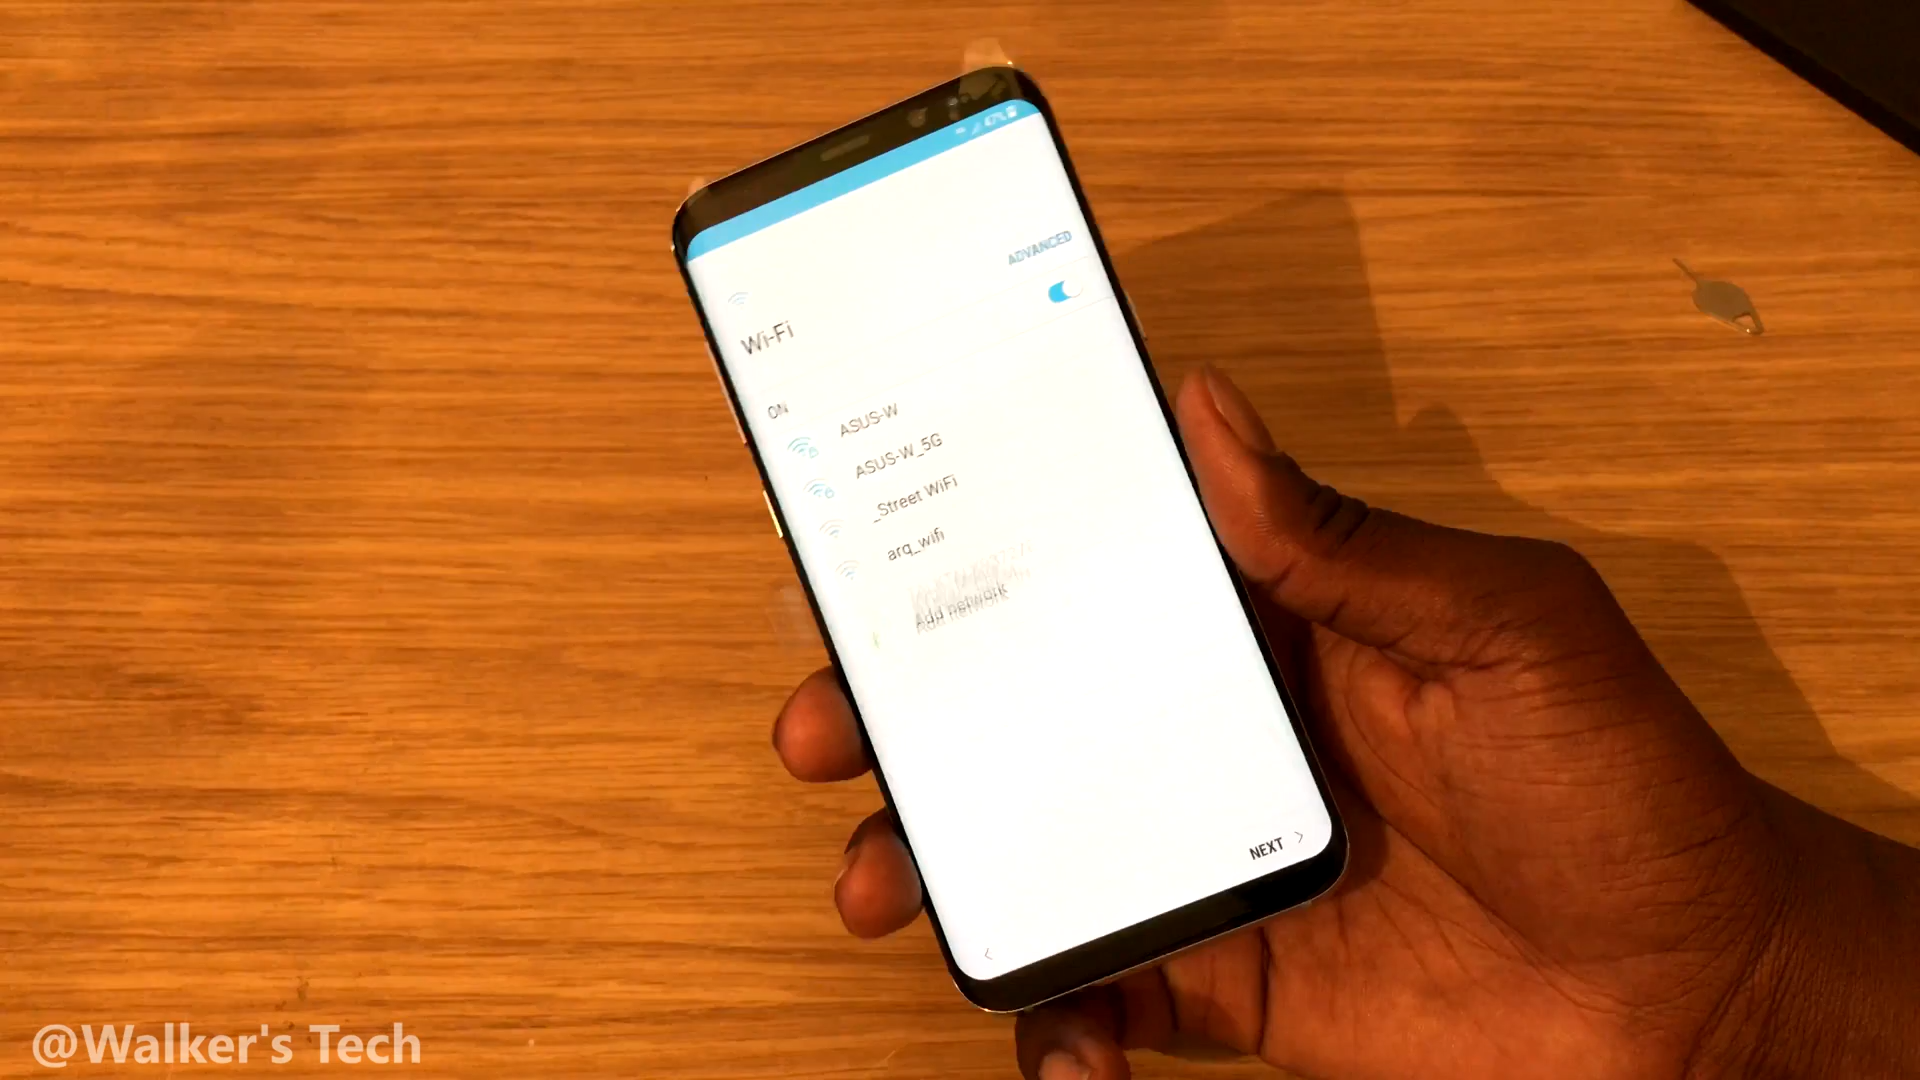 ADVANCED
Wi-Fi
ON
ASUS-W
ASUS-W_5G
_Street WiFi
arq_wifi
Add network
NEXT
@Walker's Tech